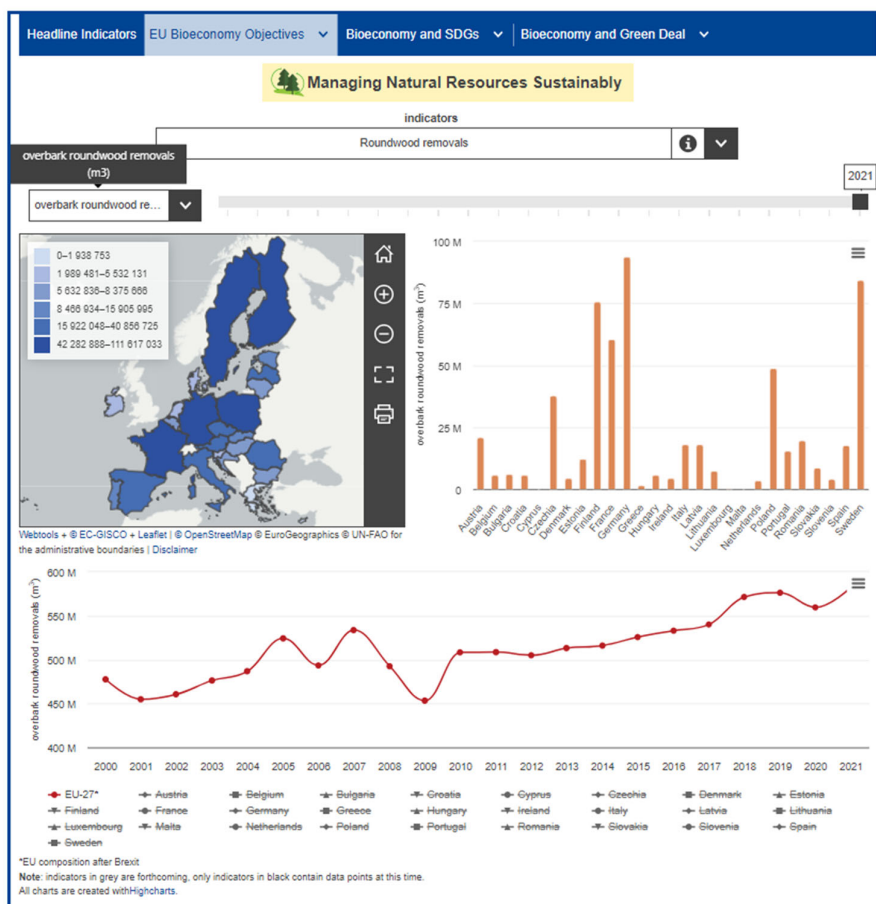 Headline Indicators EU Bioeconomy Objectives Bioeconomy and SDGs Bioeconomy and Green Deal
Managing Natural Resources Sustainably
indicators
Roundwood removals
overbark roundwood removals
(m3)
overbark roundwood re...
2021
0–1 938 753
1 989 481–5 532 131
5 632 836–8 375 666
8 466 934–15 905 995
15 922 048–40 856 725
42 282 888–111 617 033
Webtools + © EC-GISCO + Leaflet | © OpenStreetMap © EuroGeographics © UN-FAO for
the administrative boundaries | Disclaimer
overbark roundwood removals (m³)
100 M
75 M
50 M
25 M
0
Austria
Belgium
Bulgaria
Croatia
Cyprus
Czechia
Denmark
Estonia
Finland
France
Germany
Greece
Hungary
Ireland
Italy
Latvia
Lithuania
Luxembourg
Malta
Netherlands
Poland
Portugal
Romania
Slovakia
Slovenia
Spain
Sweden
overbark roundwood removals (m³)
600 M
550 M
500 M
450 M
400 M
2000 2001 2002 2003 2004 2005 2006 2007 2008 2009 2010 2011 2012 2013 2014 2015 2016 2017 2018 2019 2020 2021
EU-27* Austria Belgium Bulgaria Croatia Cyprus Czechia Denmark Estonia
Finland France Germany Greece Hungary Ireland Italy Latvia Lithuania
Luxembourg Malta Netherlands Poland Portugal Romania Slovakia Slovenia Spain
Sweden
*EU composition after Brexit
Note: indicators in grey are forthcoming, only indicators in black contain data points at this time.
All charts are created withHighcharts.